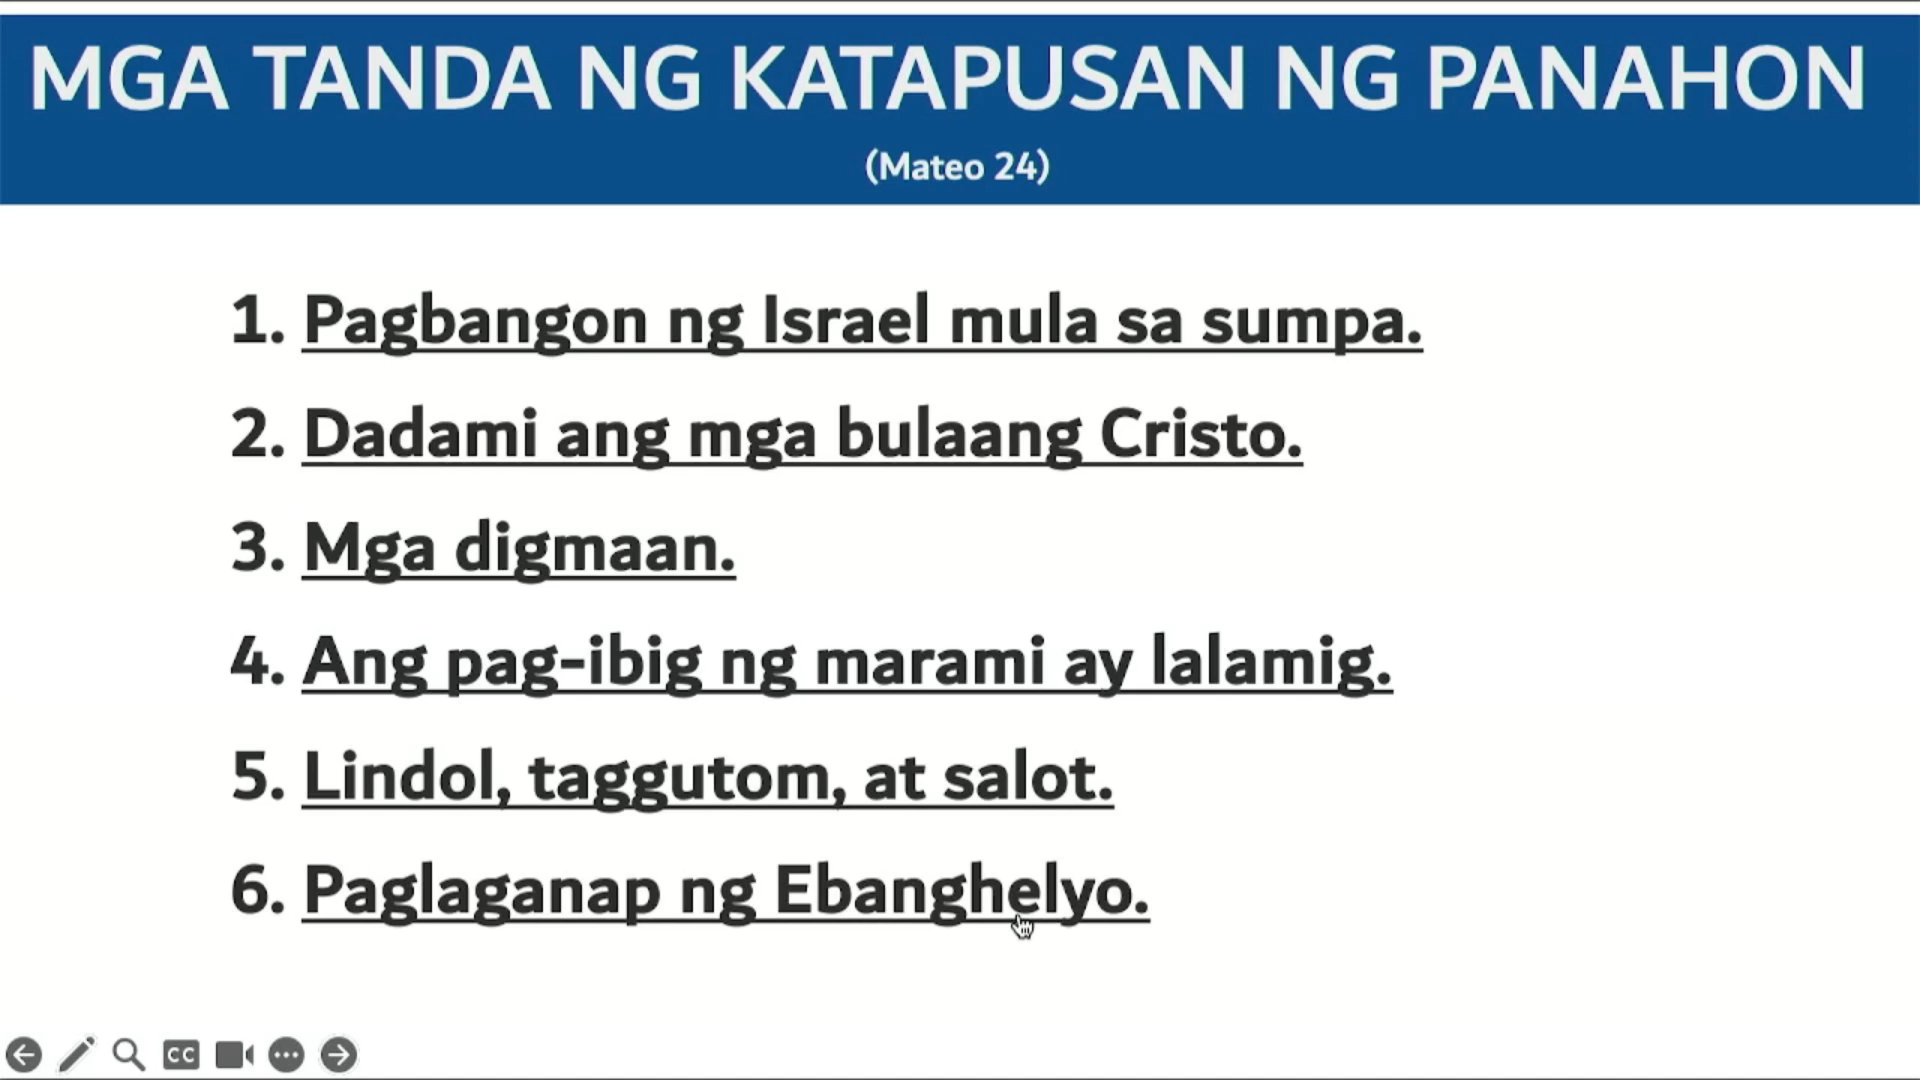 MGA TANDA NG KATAPUSAN NG PANAHON
(Mateo 24)
1. Pagbangon ng Israel mula sa sumpa.
2. Dadami ang mga bulaang Cristo.
3. Mga digmaan.
4. Ang pag-ibig ng marami ay lalamig.
5. Lindol, taggutom, at salot.
6. Paglaganap ng Ebanghelyo.
CC